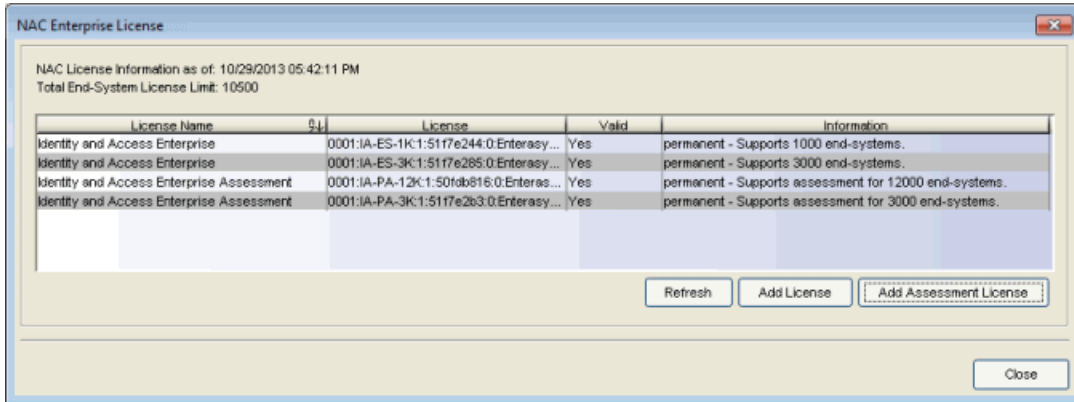 NAC Enterprise License
NAC License Information as of: 10/29/2013 05:42:11 PM
Total End-System License Limit: 10500
License Name License Valid Information
Identity and Access Enterprise 0001:IA-ES-1K:1:51f7e244:0:Enterasy... Yes permanent - Supports 1000 end-systems.
Identity and Access Enterprise 0001:IA-ES-3K:1:51f7e285:0:Enterasy... Yes permanent - Supports 3000 end-systems.
Identity and Access Enterprise Assessment 0001:IA-PA-12K:1:50fdb816:0:Enteras... Yes permanent - Supports assessment for 12000 end-systems.
Identity and Access Enterprise Assessment 0001:IA-PA-3K:1:51f7e2b3:0:Enterasy... Yes permanent - Supports assessment for 3000 end-systems.
Refresh Add License Add Assessment License
Close